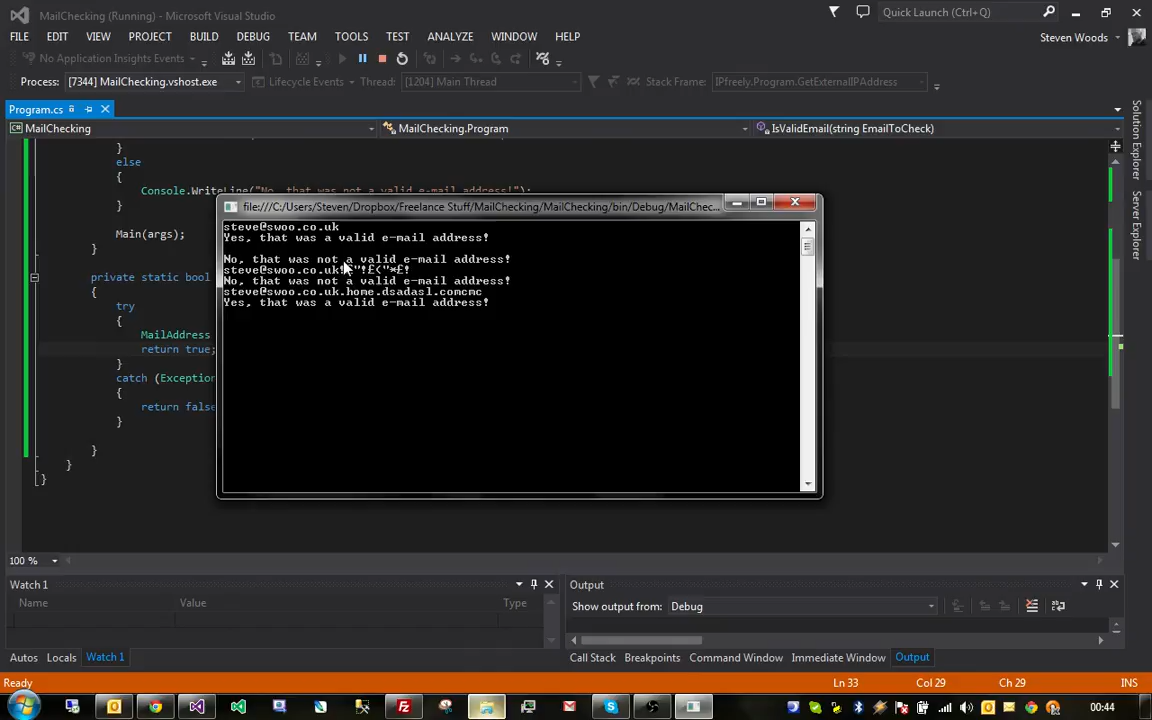 MailChecking (Running) - Microsoft Visual Studio
Quick Launch (Ctrl+Q)
FILE EDIT VIEW PROJECT BUILD DEBUG TEAM TOOLS TEST ANALYZE WINDOW HELP
Steven Woods
No Application Insights Events
Process: [7344] MailChecking.vshost.exe Lifecycle Events Thread: [1204] Main Thread Stack Frame: IPfreely.Program.GetExternalIPAddress
Program.cs
MailChecking MailChecking.Program IsValidEmail(string EmailToCheck)
}
else
{
Console.WriteLine("No, that was not a valid e-mail address!");
}
Main(args);
}
private static bool
{
try
{
MailAddress
return true;
}
catch (Exception
{
return false
}
}
}
}
file:///C:/Users/Steven/Dropbox/Freelance Stuff/MailChecking/MailChecking/bin/Debug/MailChec...
steve@swoo.co.uk
Yes, that was a valid e-mail address!
No, that was not a valid e-mail address!
steve@swoo.co.uk!£"!£<"*£!
No, that was not a valid e-mail address!
steve@swoo.co.uk.home.dsadasl.comcmc
Yes, that was a valid e-mail address!
Solution Explorer
Server Explorer
100 %
Watch 1
Name Value Type
Output
Show output from: Debug
Autos Locals Watch 1
Call Stack Breakpoints Command Window Immediate Window Output
Ready Ln 33 Col 29 Ch 29 INS
00:44